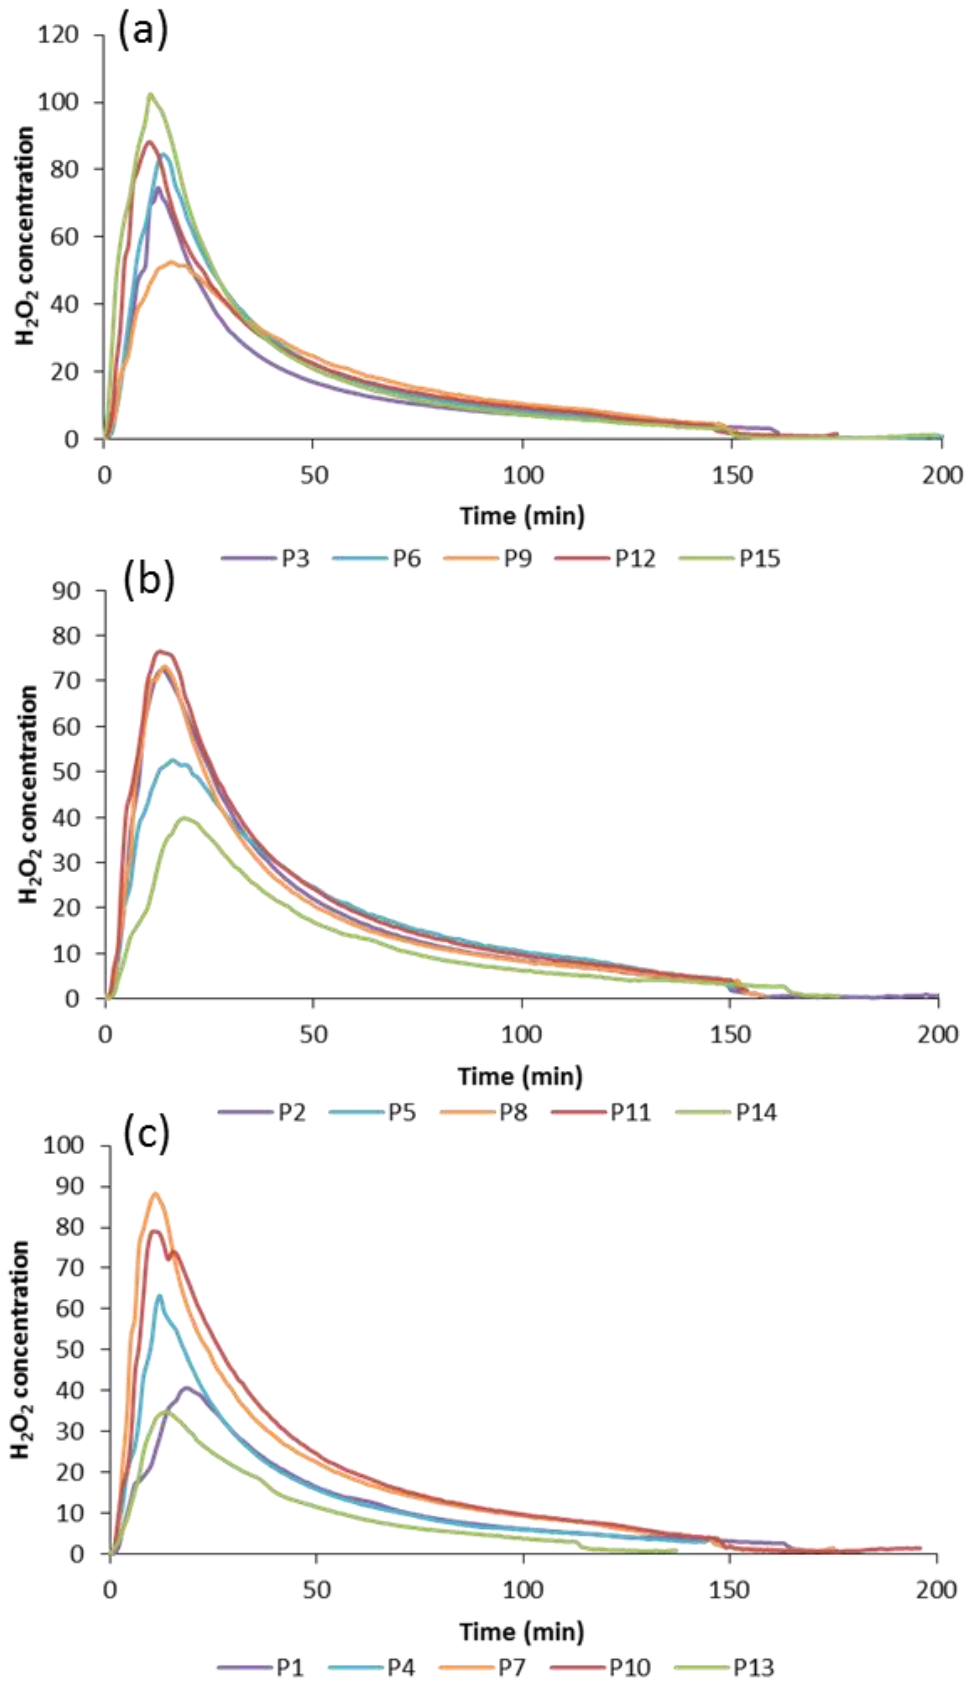 (a)
120
100
80
60
40
20
0
H2O2 concentration
0 50 100 150 200
Time (min)
P3 P6 P9 P12 P15
(b)
90
80
70
60
50
40
30
20
10
0
H2O2 concentration
0 50 100 150 200
Time (min)
P2 P5 P8 P11 P14
(c)
100
90
80
70
60
50
40
30
20
10
0
H2O2 concentration
0 50 100 150 200
Time (min)
P1 P4 P7 P10 P13